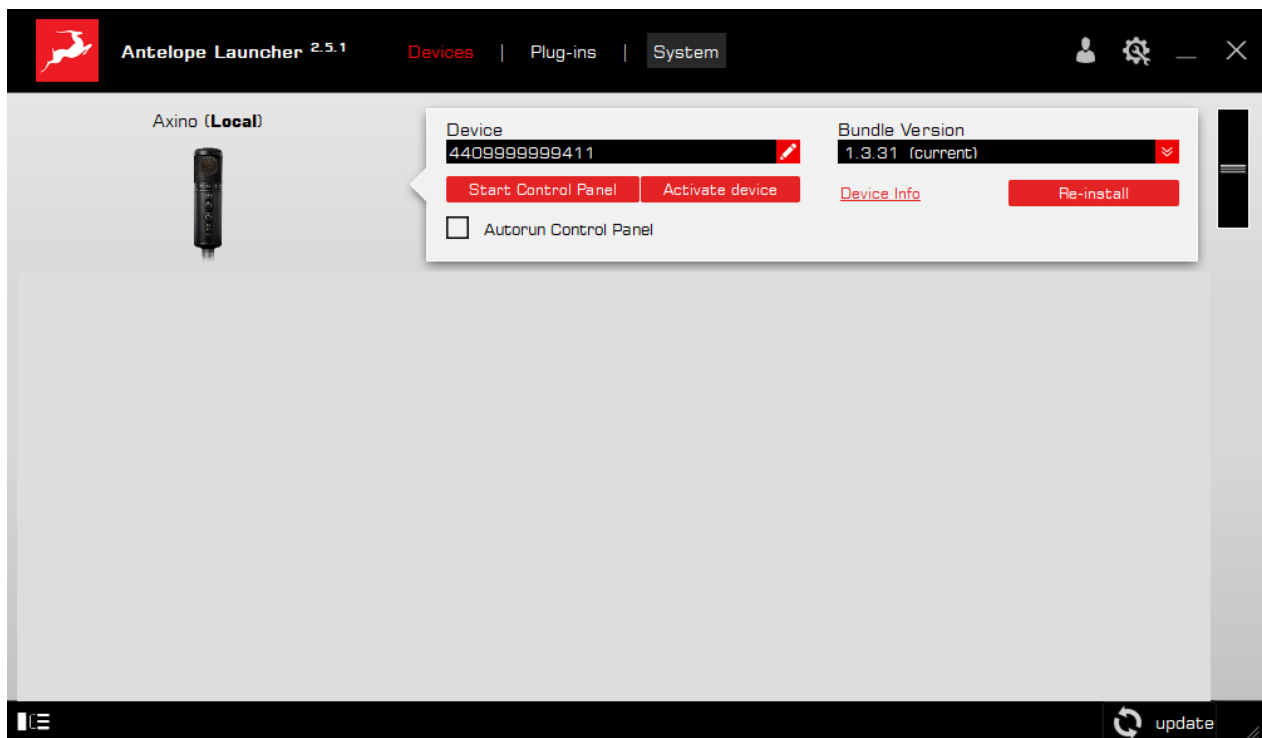 Antelope Launcher 2.5.1
Devices | Plug-ins | System
Axino (Local)
Device
4409999999411
Start Control Panel
Activate device
Autorun Control Panel
Bundle Version
1.3.31 (current)
Device Info
Re-install
update